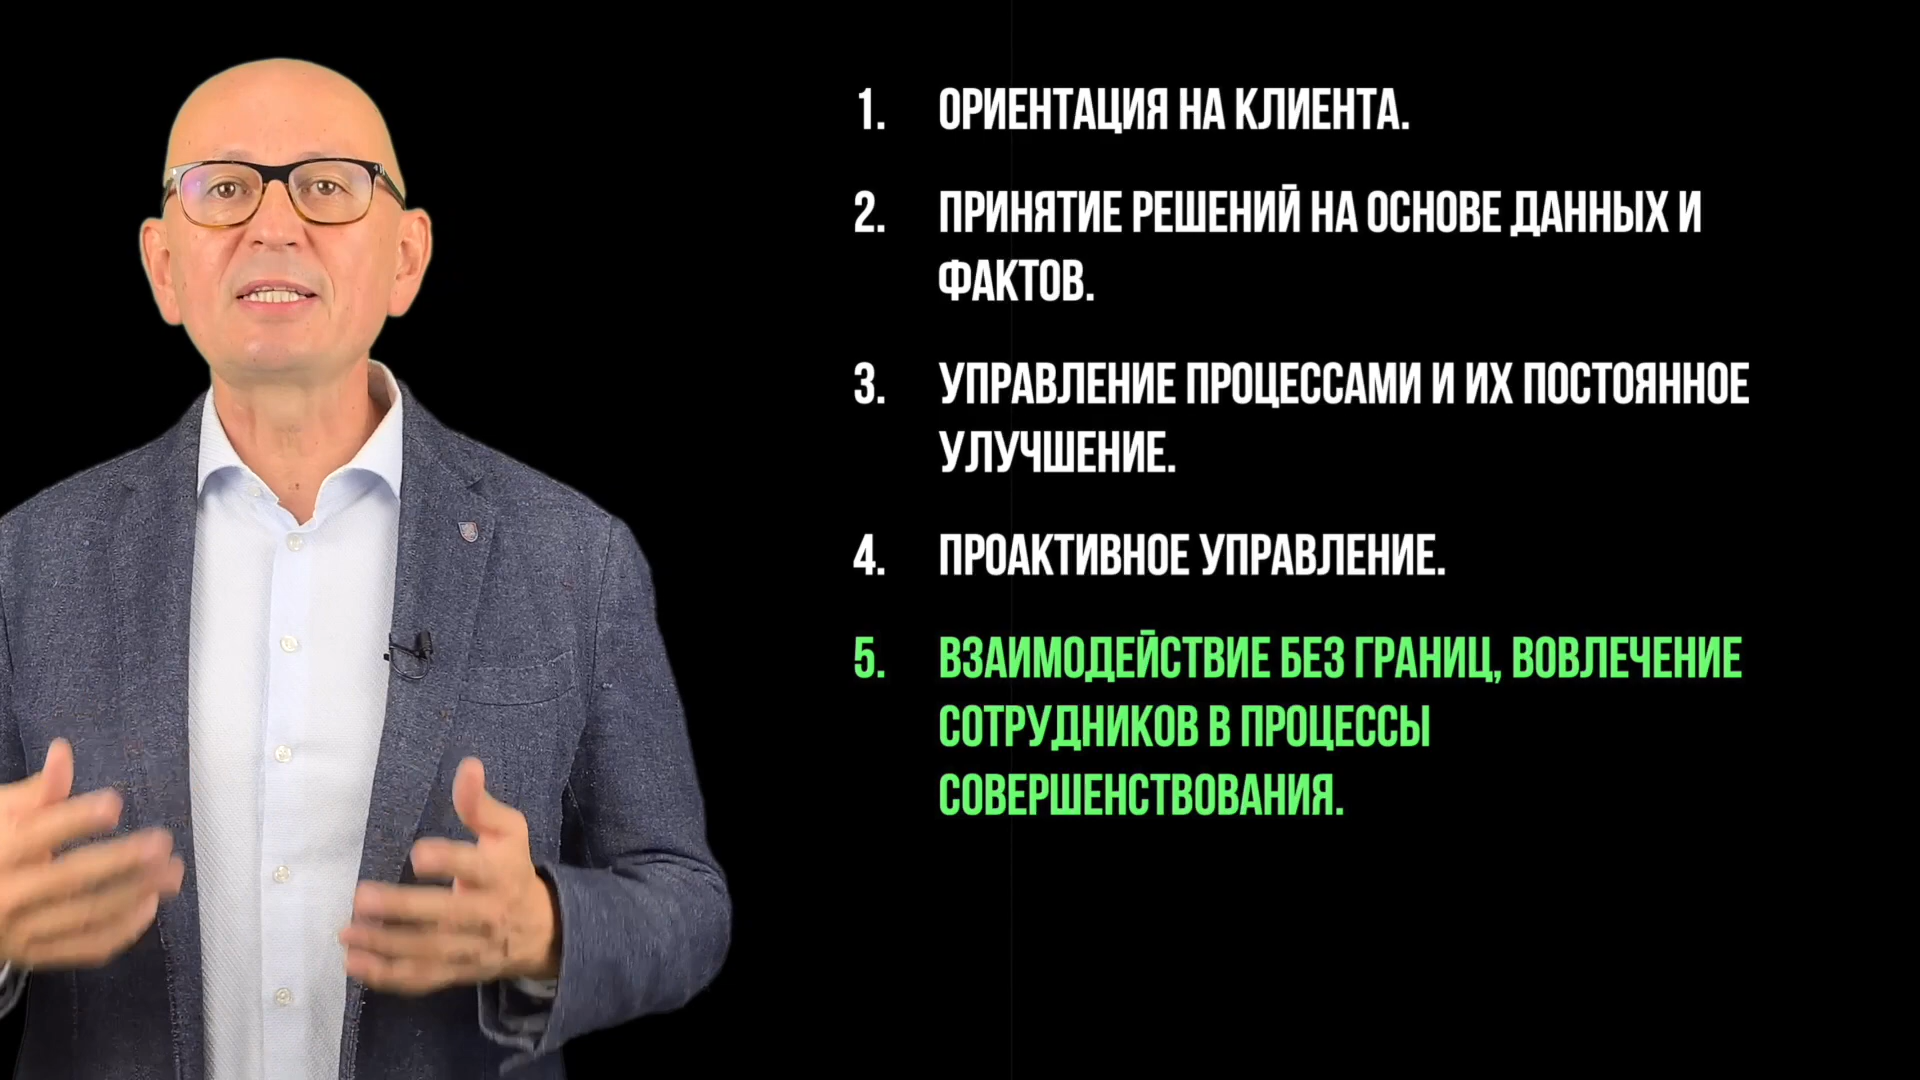 1. ОРИЕНТАЦИЯ НА КЛИЕНТА.
2. ПРИНЯТИЕ РЕШЕНИЙ НА ОСНОВЕ ДАННЫХ И
ФАКТОВ.
3. УПРАВЛЕНИЕ ПРОЦЕССАМИ И ИХ ПОСТОЯННОЕ
УЛУЧШЕНИЕ.
4. ПРОАКТИВНОЕ УПРАВЛЕНИЕ.
5. ВЗАИМОДЕЙСТВИЕ БЕЗ ГРАНИЦ, ВОВЛЕЧЕНИЕ
СОТРУДНИКОВ В ПРОЦЕССЫ
СОВЕРШЕНСТВОВАНИЯ.